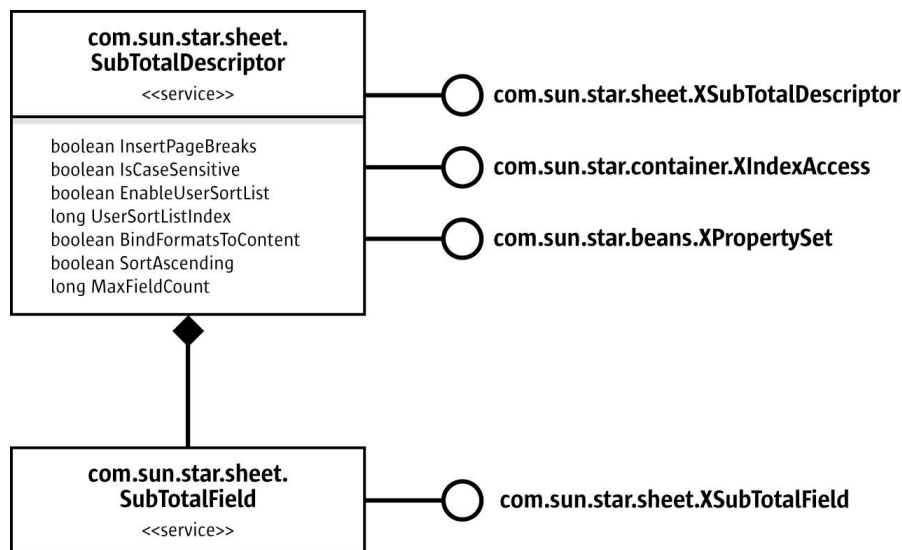 com.sun.star.sheet.
SubTotalDescriptor
<<service>>
boolean InsertPageBreaks
boolean IsCaseSensitive
boolean EnableUserSortList
long UserSortListIndex
boolean BindFormatsToContent
boolean SortAscending
long MaxFieldCount
com.sun.star.sheet.XSubTotalDescriptor
com.sun.star.container.XIndexAccess
com.sun.star.beans.XPropertySet
com.sun.star.sheet.
SubTotalField
<<service>>
com.sun.star.sheet.XSubTotalField